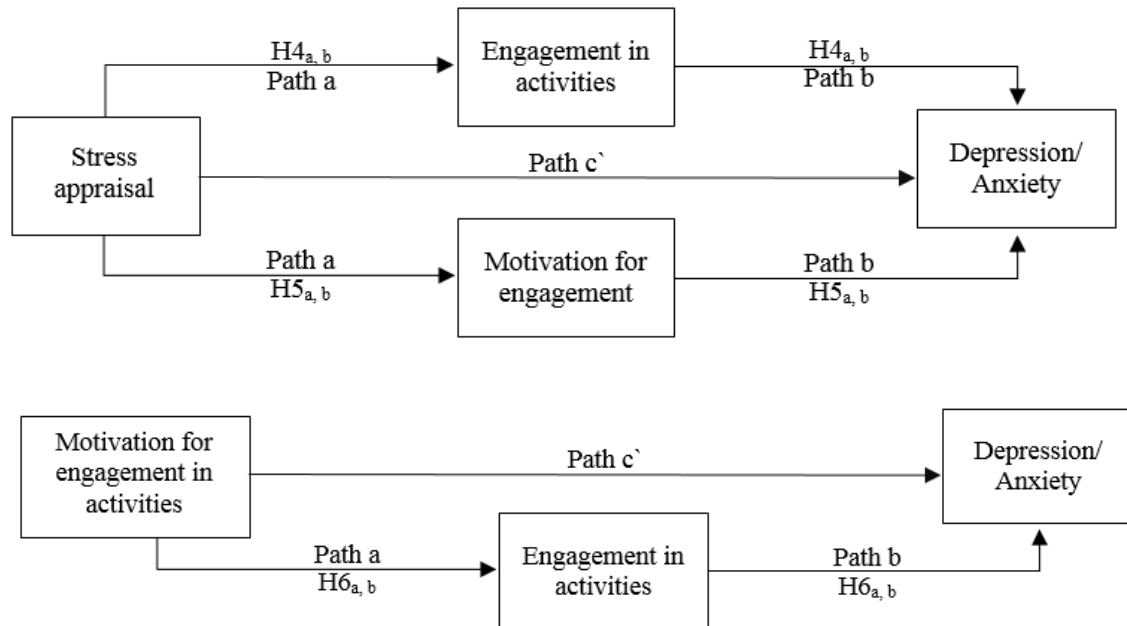 H4a, b
Path a
Engagement in
activities
H4a, b
Path b
Stress
appraisal
Path c`
Depression/
Anxiety
Path a
H5a, b
Motivation for
engagement
Path b
H5a, b
Motivation for
engagement in
activities
Path c`
Depression/
Anxiety
Path a
H6a, b
Engagement in
activities
Path b
H6a, b